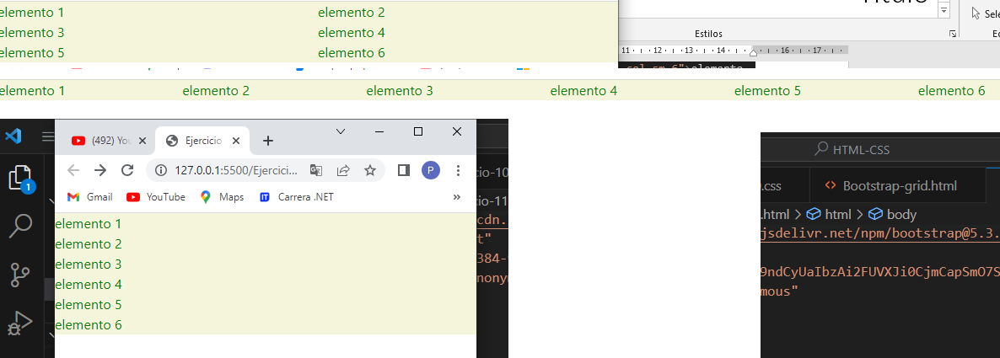 elemento 1 elemento 2
elemento 3 elemento 4
elemento 5 elemento 6
Estilos
11 12 13 14 16 17
col-sm-6">elemento
elemento 1 elemento 2 elemento 3 elemento 4 elemento 5 elemento 6
(492) You Ejercicio
127.0.0.1:5500/Ejercici... P
Gmail YouTube Maps Carrera .NET »
1
elemento 1
elemento 2
elemento 3
elemento 4
elemento 5
elemento 6
cio-10
cio-11
cdn.
t"
384-
nonym
HTML-CSS
.css Bootstrap-grid.html
.html > html > body
jsdelivr.net/npm/bootstrap@5.3.
9ndCyUaIbzAi2FUVXJi0CjmCapSmO7S
mous"